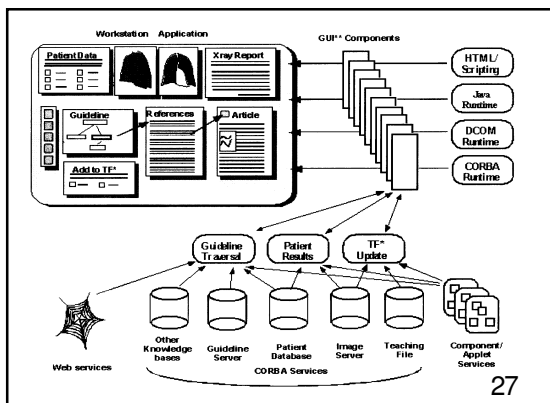 Workstation Application
GUI** Components
Patient Data
Xray Report
HTML/
Scripting
Java
Runtime
Guideline
References
Article
DCOM
Runtime
Add to TF*
CORBA
Runtime
Guideline
Traversal
Patient
Results
TF*
Update
Web services
Other
Knowledge
bases
Guideline
Server
Patient
Database
Image
Server
Teaching
File
Component/
Applet
Services
CORBA Services
27